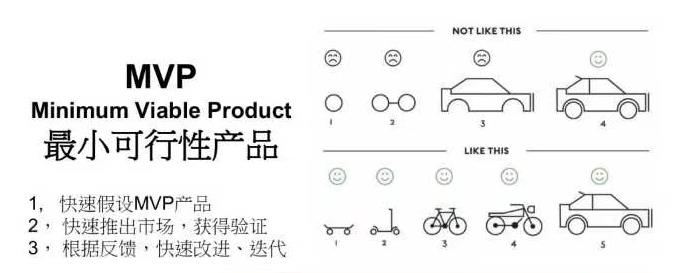 MVP
Minimum Viable Product
最小可行性产品
1, 快速假设MVP产品
2，快速推出市场，获得验证
3，根据反馈，快速改进、迭代
NOT LIKE THIS
1 2 3 4
LIKE THIS
1 2 3 4 5